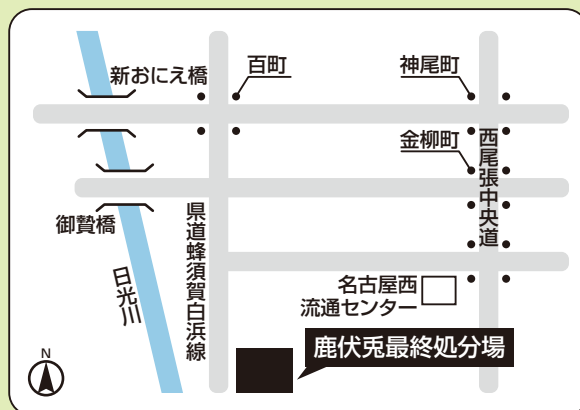 新おにえ橋
百町
神尾町
金柳町
西尾張中央道
御贄橋
県道蜂須賀白浜線
日光川
名古屋西
流通センター
鹿伏兎最終処分場
N